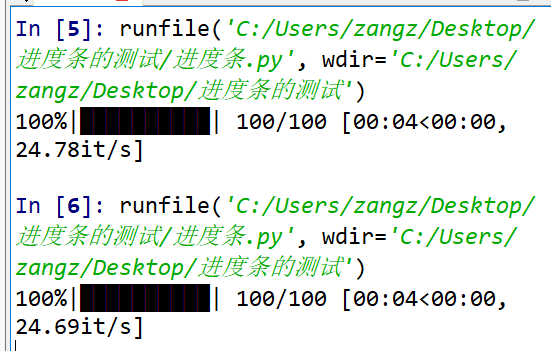 In [5]: runfile('C:/Users/zangz/Desktop/
进度条的测试/进度条.py', wdir='C:/Users/
zangz/Desktop/进度条的测试')
100%|██████████| 100/100 [00:04<00:00,
24.78it/s]
In [6]: runfile('C:/Users/zangz/Desktop/
进度条的测试/进度条.py', wdir='C:/Users/
zangz/Desktop/进度条的测试')
100%|██████████| 100/100 [00:04<00:00,
24.69it/s]